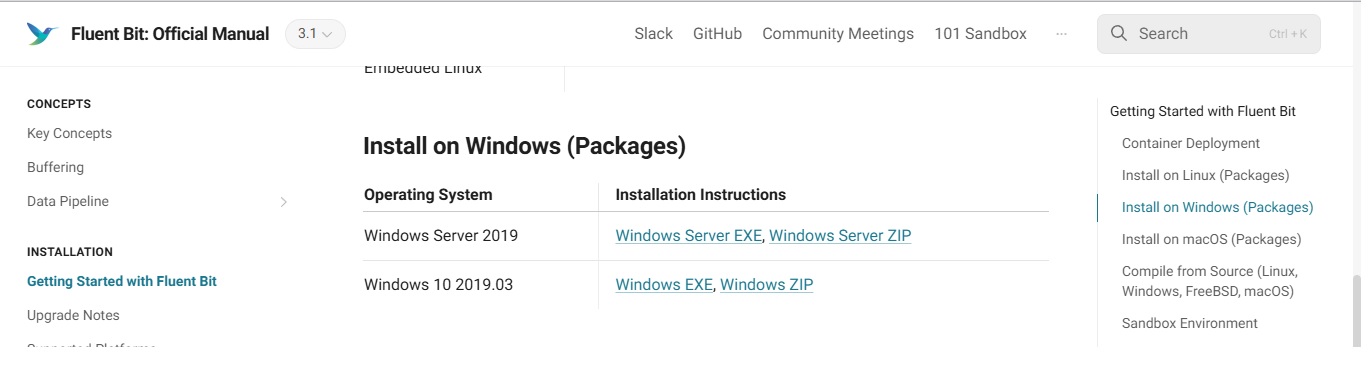 Fluent Bit: Official Manual 3.1 Slack GitHub Community Meetings 101 Sandbox ... Search Ctrl + K
CONCEPTS
Key Concepts
Buffering
Data Pipeline
INSTALLATION
Getting Started with Fluent Bit
Upgrade Notes
Supported Platforms
Embedded Linux
Install on Windows (Packages)
Operating System Installation Instructions
Windows Server 2019 Windows Server EXE, Windows Server ZIP
Windows 10 2019.03 Windows EXE, Windows ZIP
Getting Started with Fluent Bit
Container Deployment
Install on Linux (Packages)
Install on Windows (Packages)
Install on macOS (Packages)
Compile from Source (Linux,
Windows, FreeBSD, macOS)
Sandbox Environment